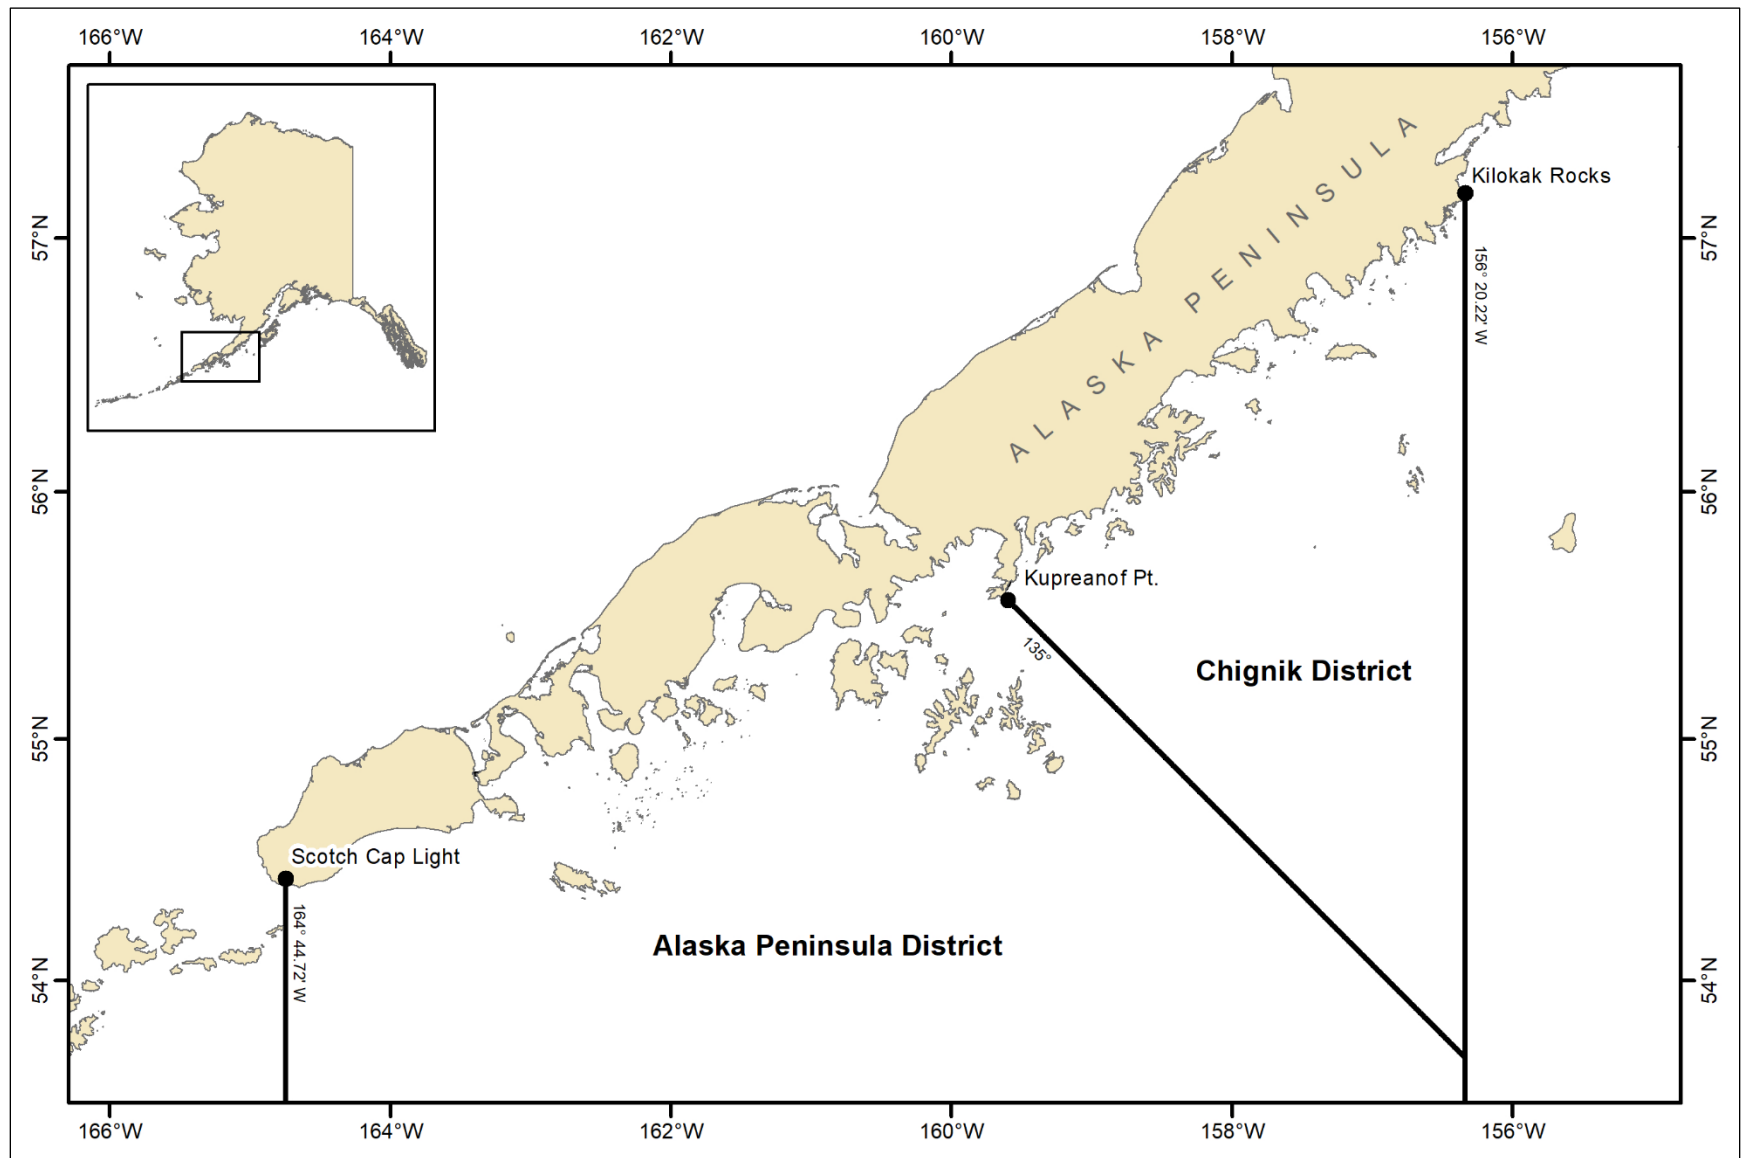 166°W 164°W 162°W 160°W 158°W 156°W
ALASKA PENINSULA
Kilokak Rocks
57°N 57°N
156° 20.22' W
56°N 56°N
Kupreanof Pt.
135°
Chignik District
55°N 55°N
Scotch Cap Light
164° 44.72' W
Alaska Peninsula District
54°N 54°N
166°W 164°W 162°W 160°W 158°W 156°W